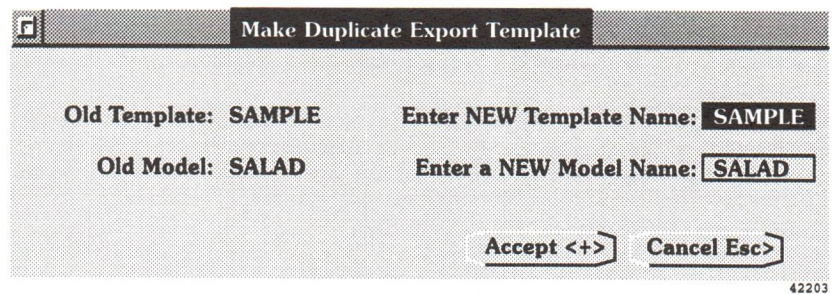 Make Duplicate Export Template
Old Template: SAMPLE Enter NEW Template Name: SAMPLE
Old Model: SALAD Enter a NEW Model Name: SALAD
Accept <+> Cancel Esc>
42203